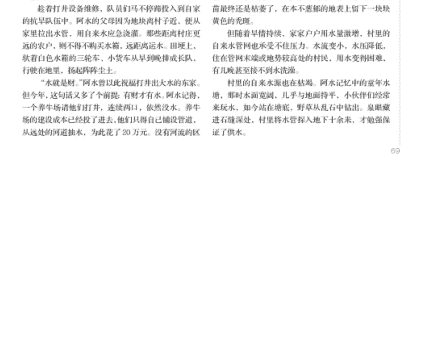 趁着打井设备维修，队员们马不停蹄投入到自家
的抗旱队伍中。阿水的父母因为地块离村子近，便从
家里拉出水管，用自来水应急浇灌。那些距离村庄更
远的农户，则不得不购买水箱，远距离运水。田埂上，
驮着白色水箱的三轮车、小货车从早到晚排成长队，
行驶在地里，扬起阵阵尘土。
“水就是财。”阿水曾以此祝福打井出大水的东家。
但今年，这句话又多了个前提：有财才有水。阿水记得，
一个养牛场请他们打井，连续两口，依然没水。养牛
场的建设成本已经投了进去，他们只得自己铺设管道，
从远处的河道抽水，为此花了 20 万元。没有河流的区
苗最终还是枯萎了，在本不葱郁的地表上留下一块块
黄色的秃斑。
但随着旱情持续，家家户户用水量激增，村里的
自来水管网也承受不住压力。水流变小，水压降低，
住在管网末端或地势较高处的村民，用水变得困难，
有几晚甚至接不到水洗澡。
村里的自来水源也在枯竭。阿水记忆中的童年水
塘，那时水面宽阔，几乎与地面持平，小伙伴们经常
来玩水，如今站在塘底，野草从乱石中钻出。泉眼藏
进石缝深处，村里将水管探入地下十余米，才勉强保
证了供水。
69